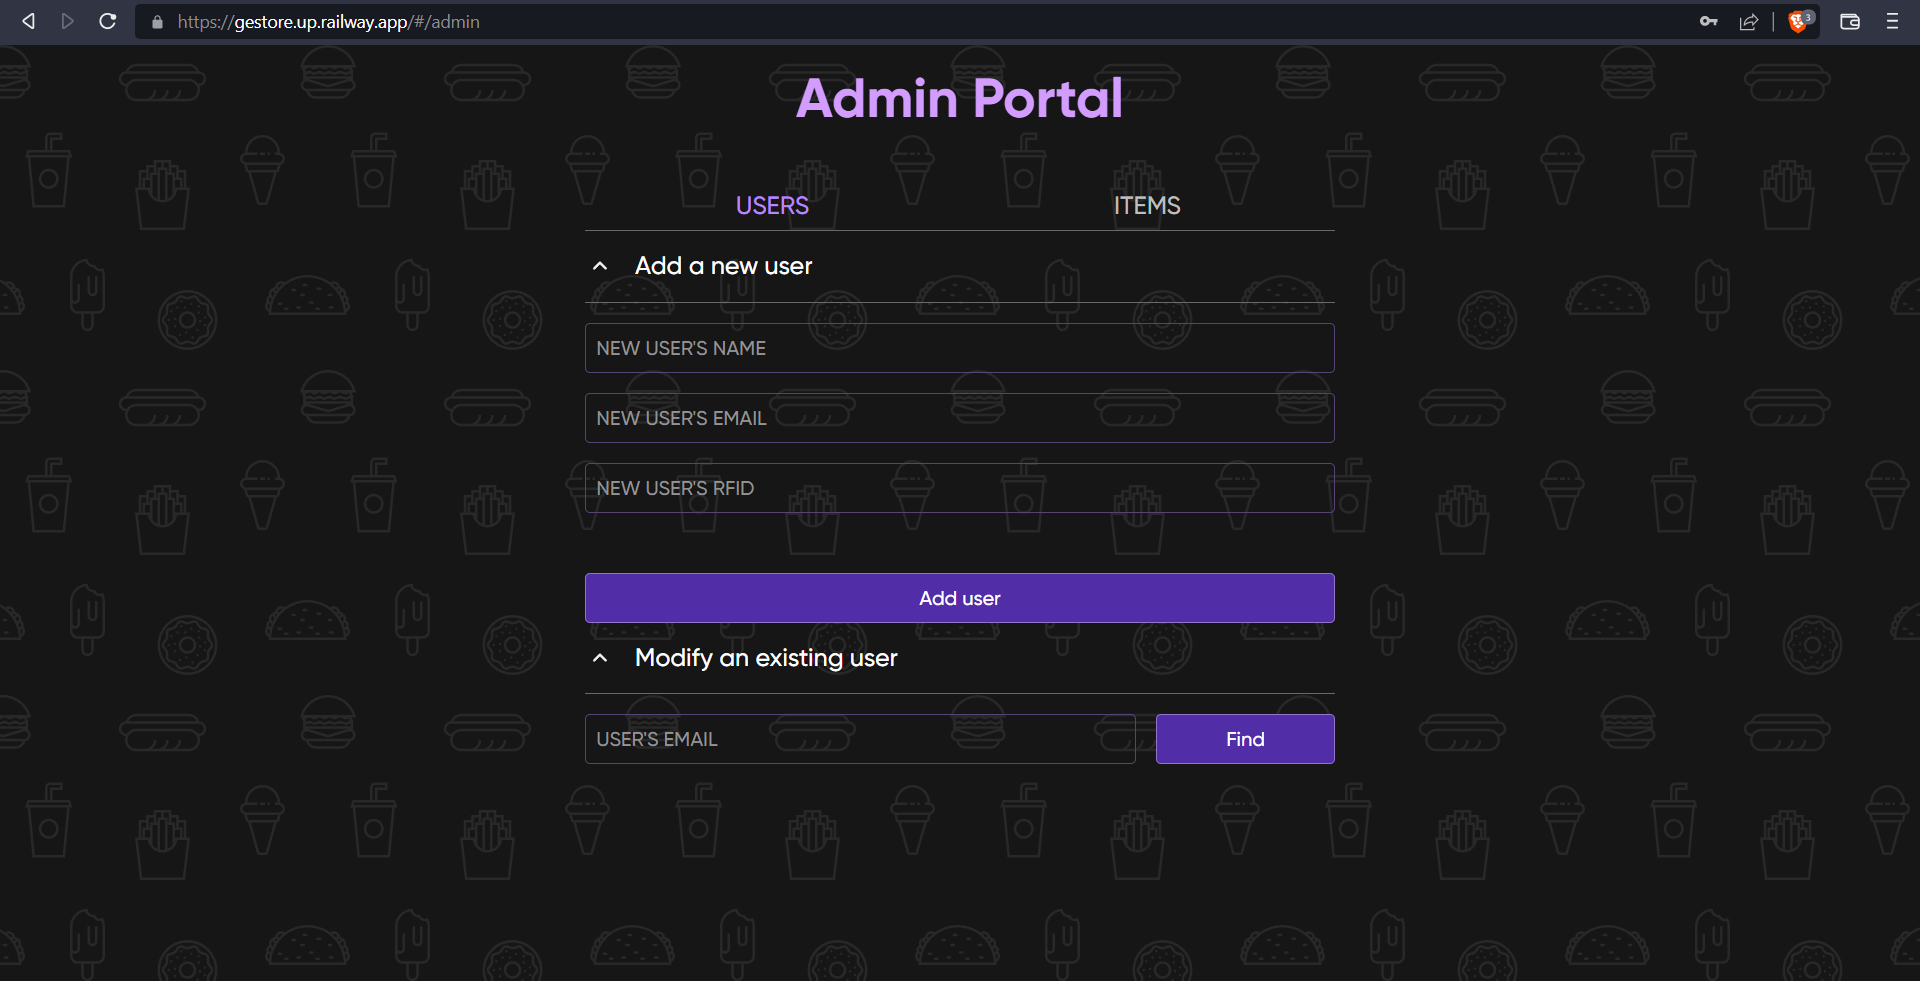 https://gestore.up.railway.app/#/admin
3
Admin Portal
USERS ITEMS
Add a new user
NEW USER'S NAME
NEW USER'S EMAIL
NEW USER'S RFID
Add user
Modify an existing user
USER'S EMAIL
Find